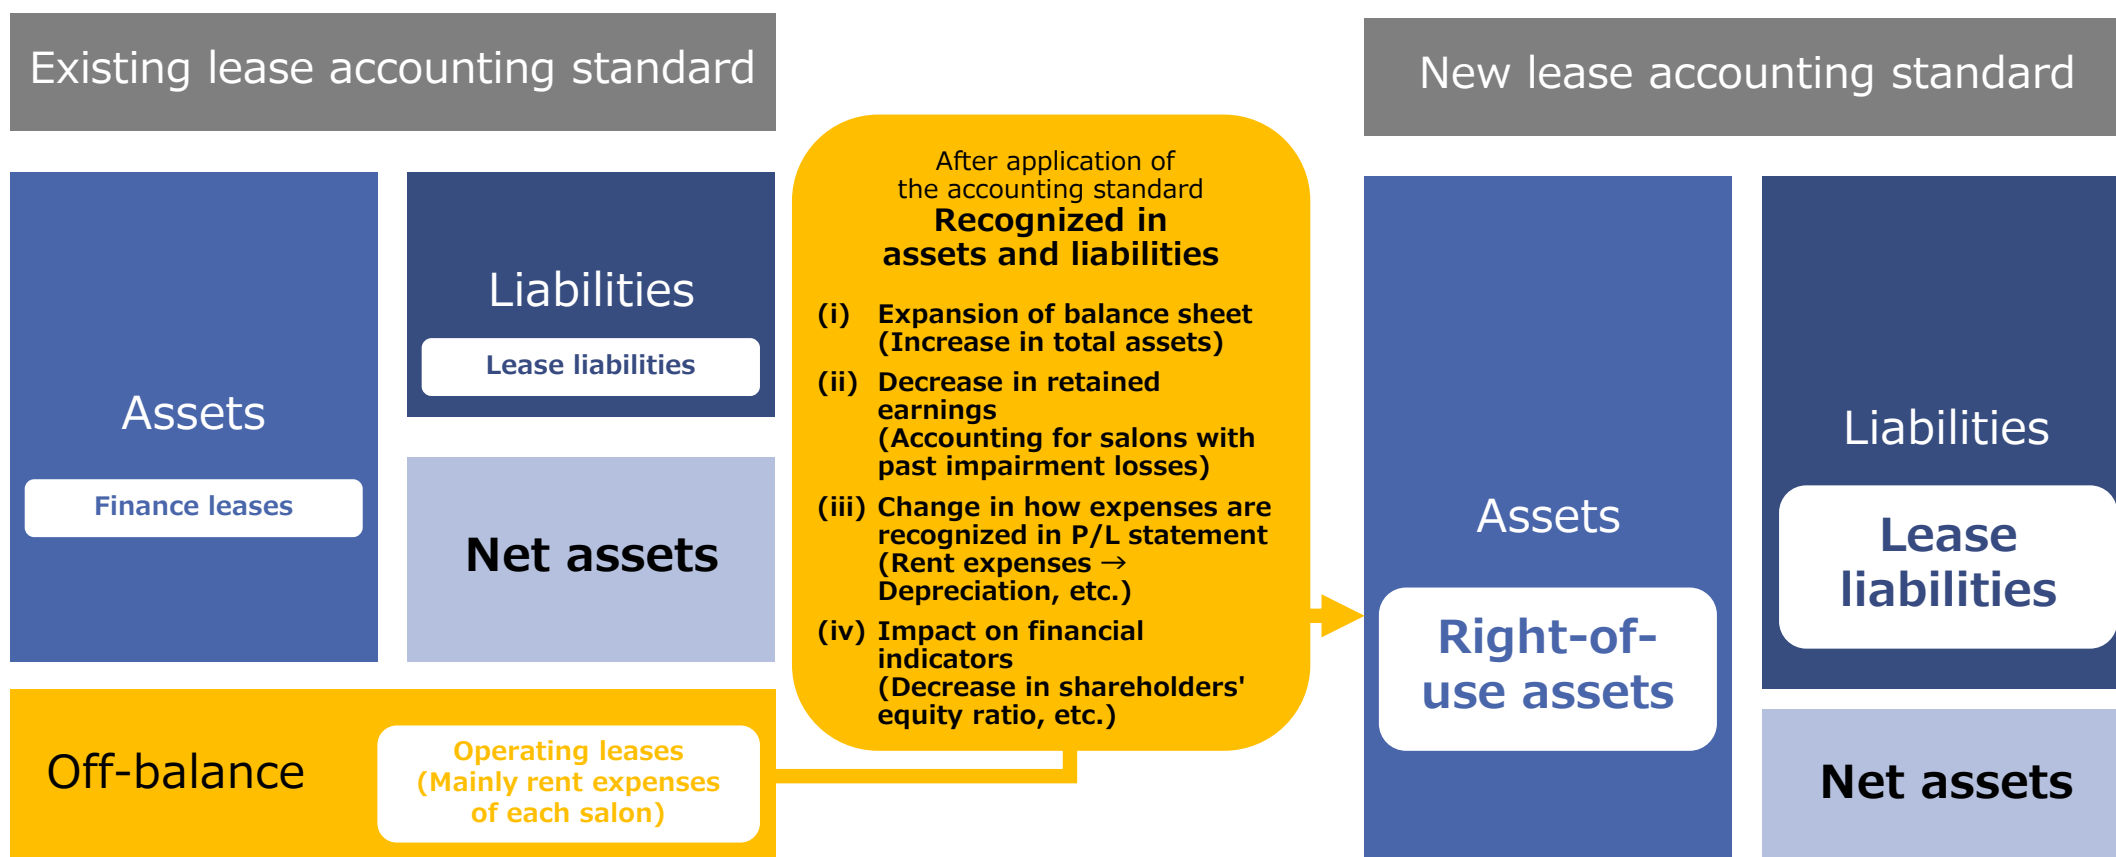 Existing lease accounting standard
Assets
Finance leases
Liabilities
Lease liabilities
Net assets
Off-balance
Operating leases
(Mainly rent expenses
of each salon)
After application of
the accounting standard
Recognized in
assets and liabilities
(i) Expansion of balance sheet
(Increase in total assets)
(ii) Decrease in retained
earnings
(Accounting for salons with
past impairment losses)
(iii) Change in how expenses are
recognized in P/L statement
(Rent expenses →
Depreciation, etc.)
(iv) Impact on financial
indicators
(Decrease in shareholders'
equity ratio, etc.)
New lease accounting standard
Assets
Right-of-
use assets
Liabilities
Lease
liabilities
Net assets